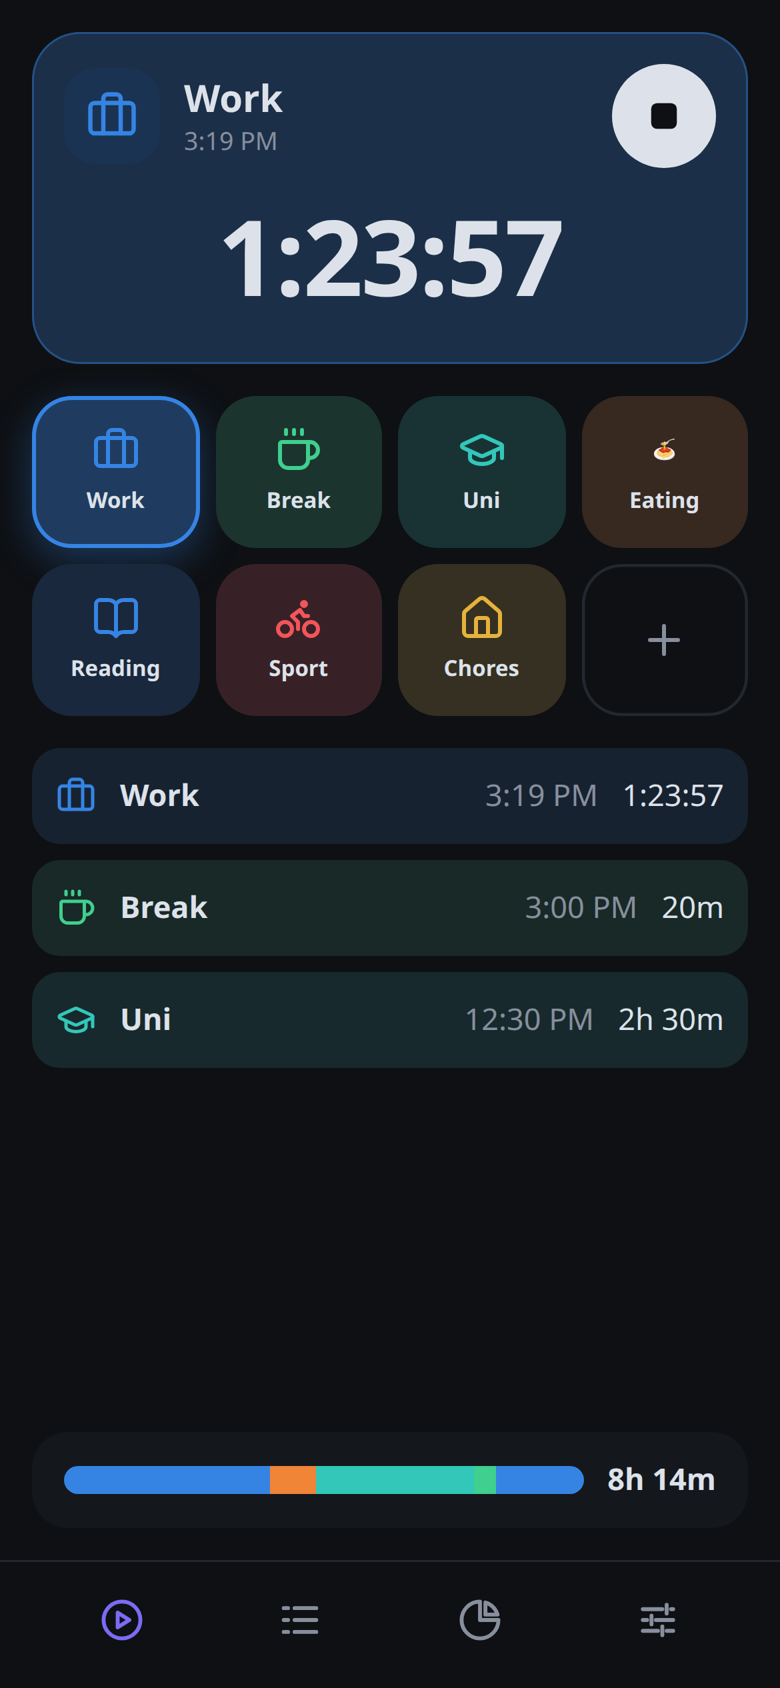 Work
3:19 PM
1:23:57
Work Break Uni Eating
Reading Sport Chores
Work 3:19 PM 1:23:57
Break 3:00 PM 20m
Uni 12:30 PM 2h 30m
8h 14m